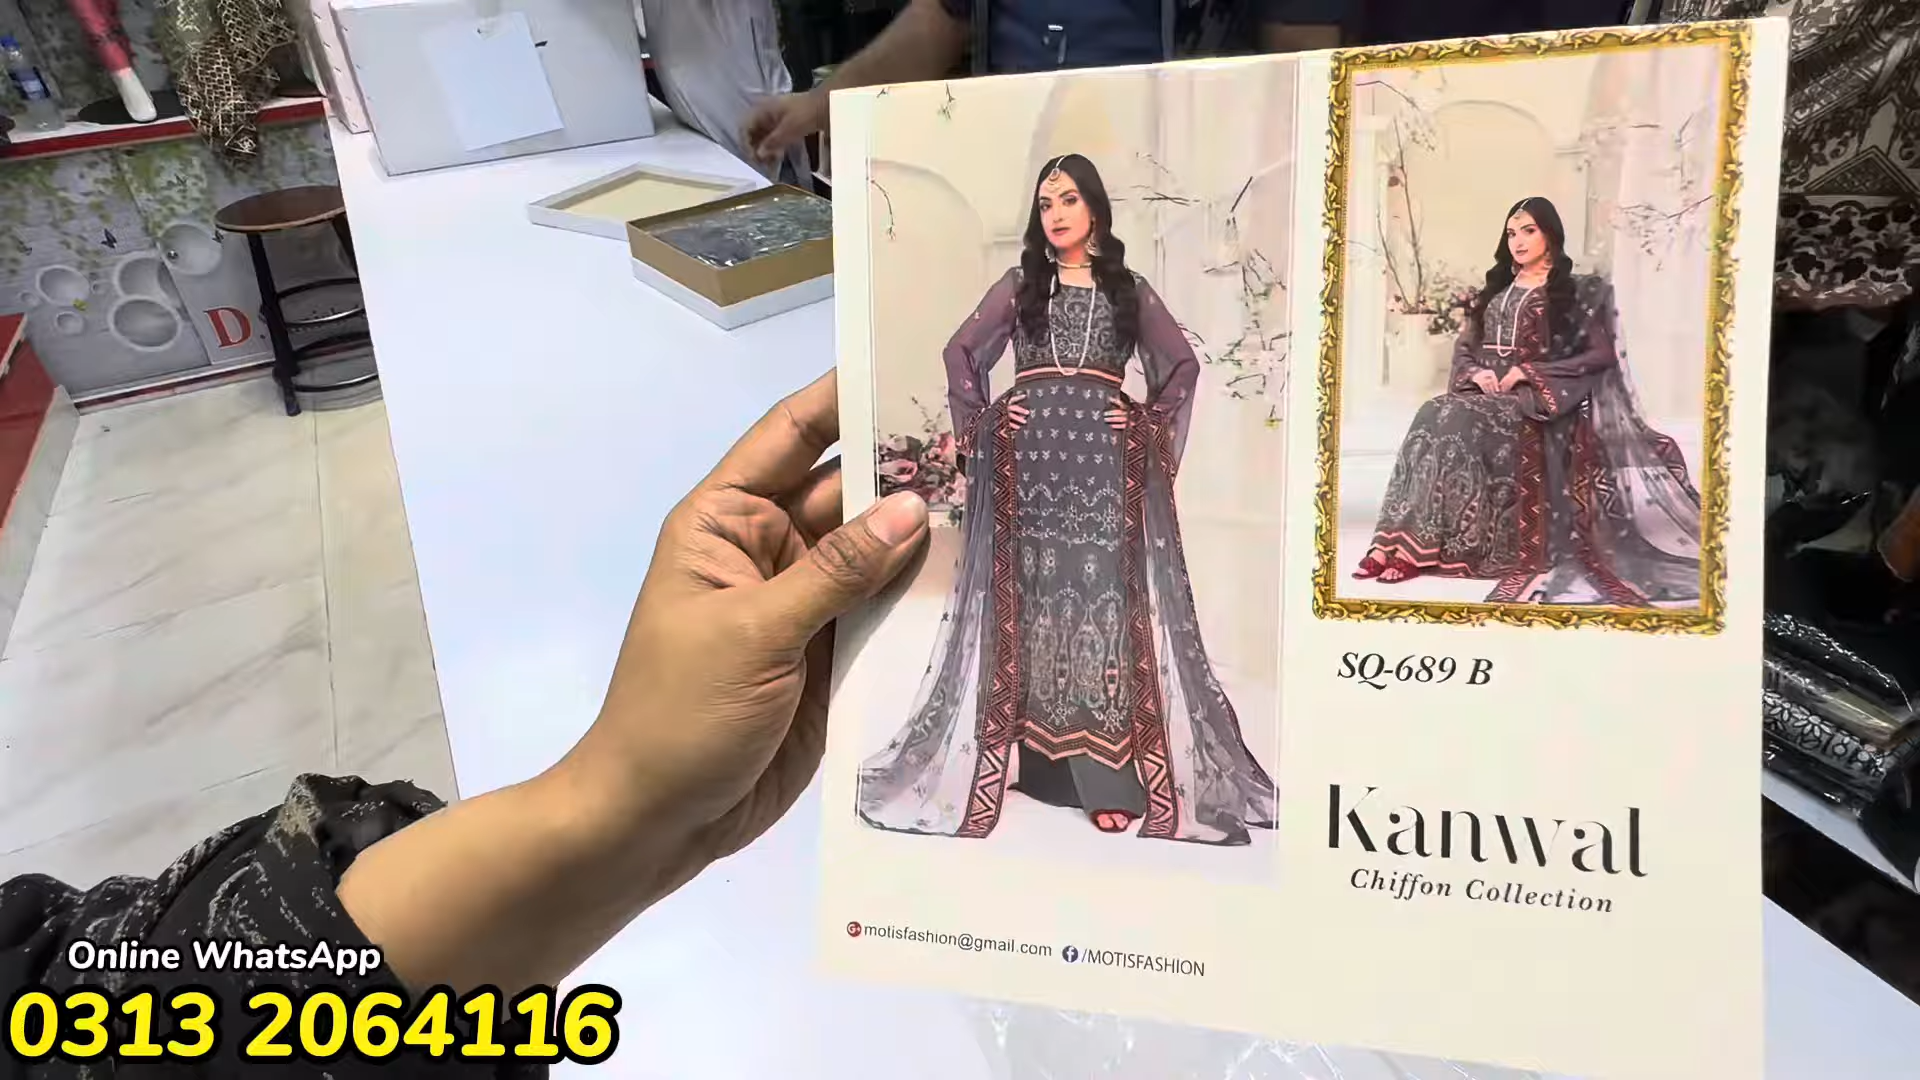 D.
SQ-689 B
Kanwal
Chiffon Collection
motisfashion@gmail.com /MOTISFASHION
Online WhatsApp
0313 2064116